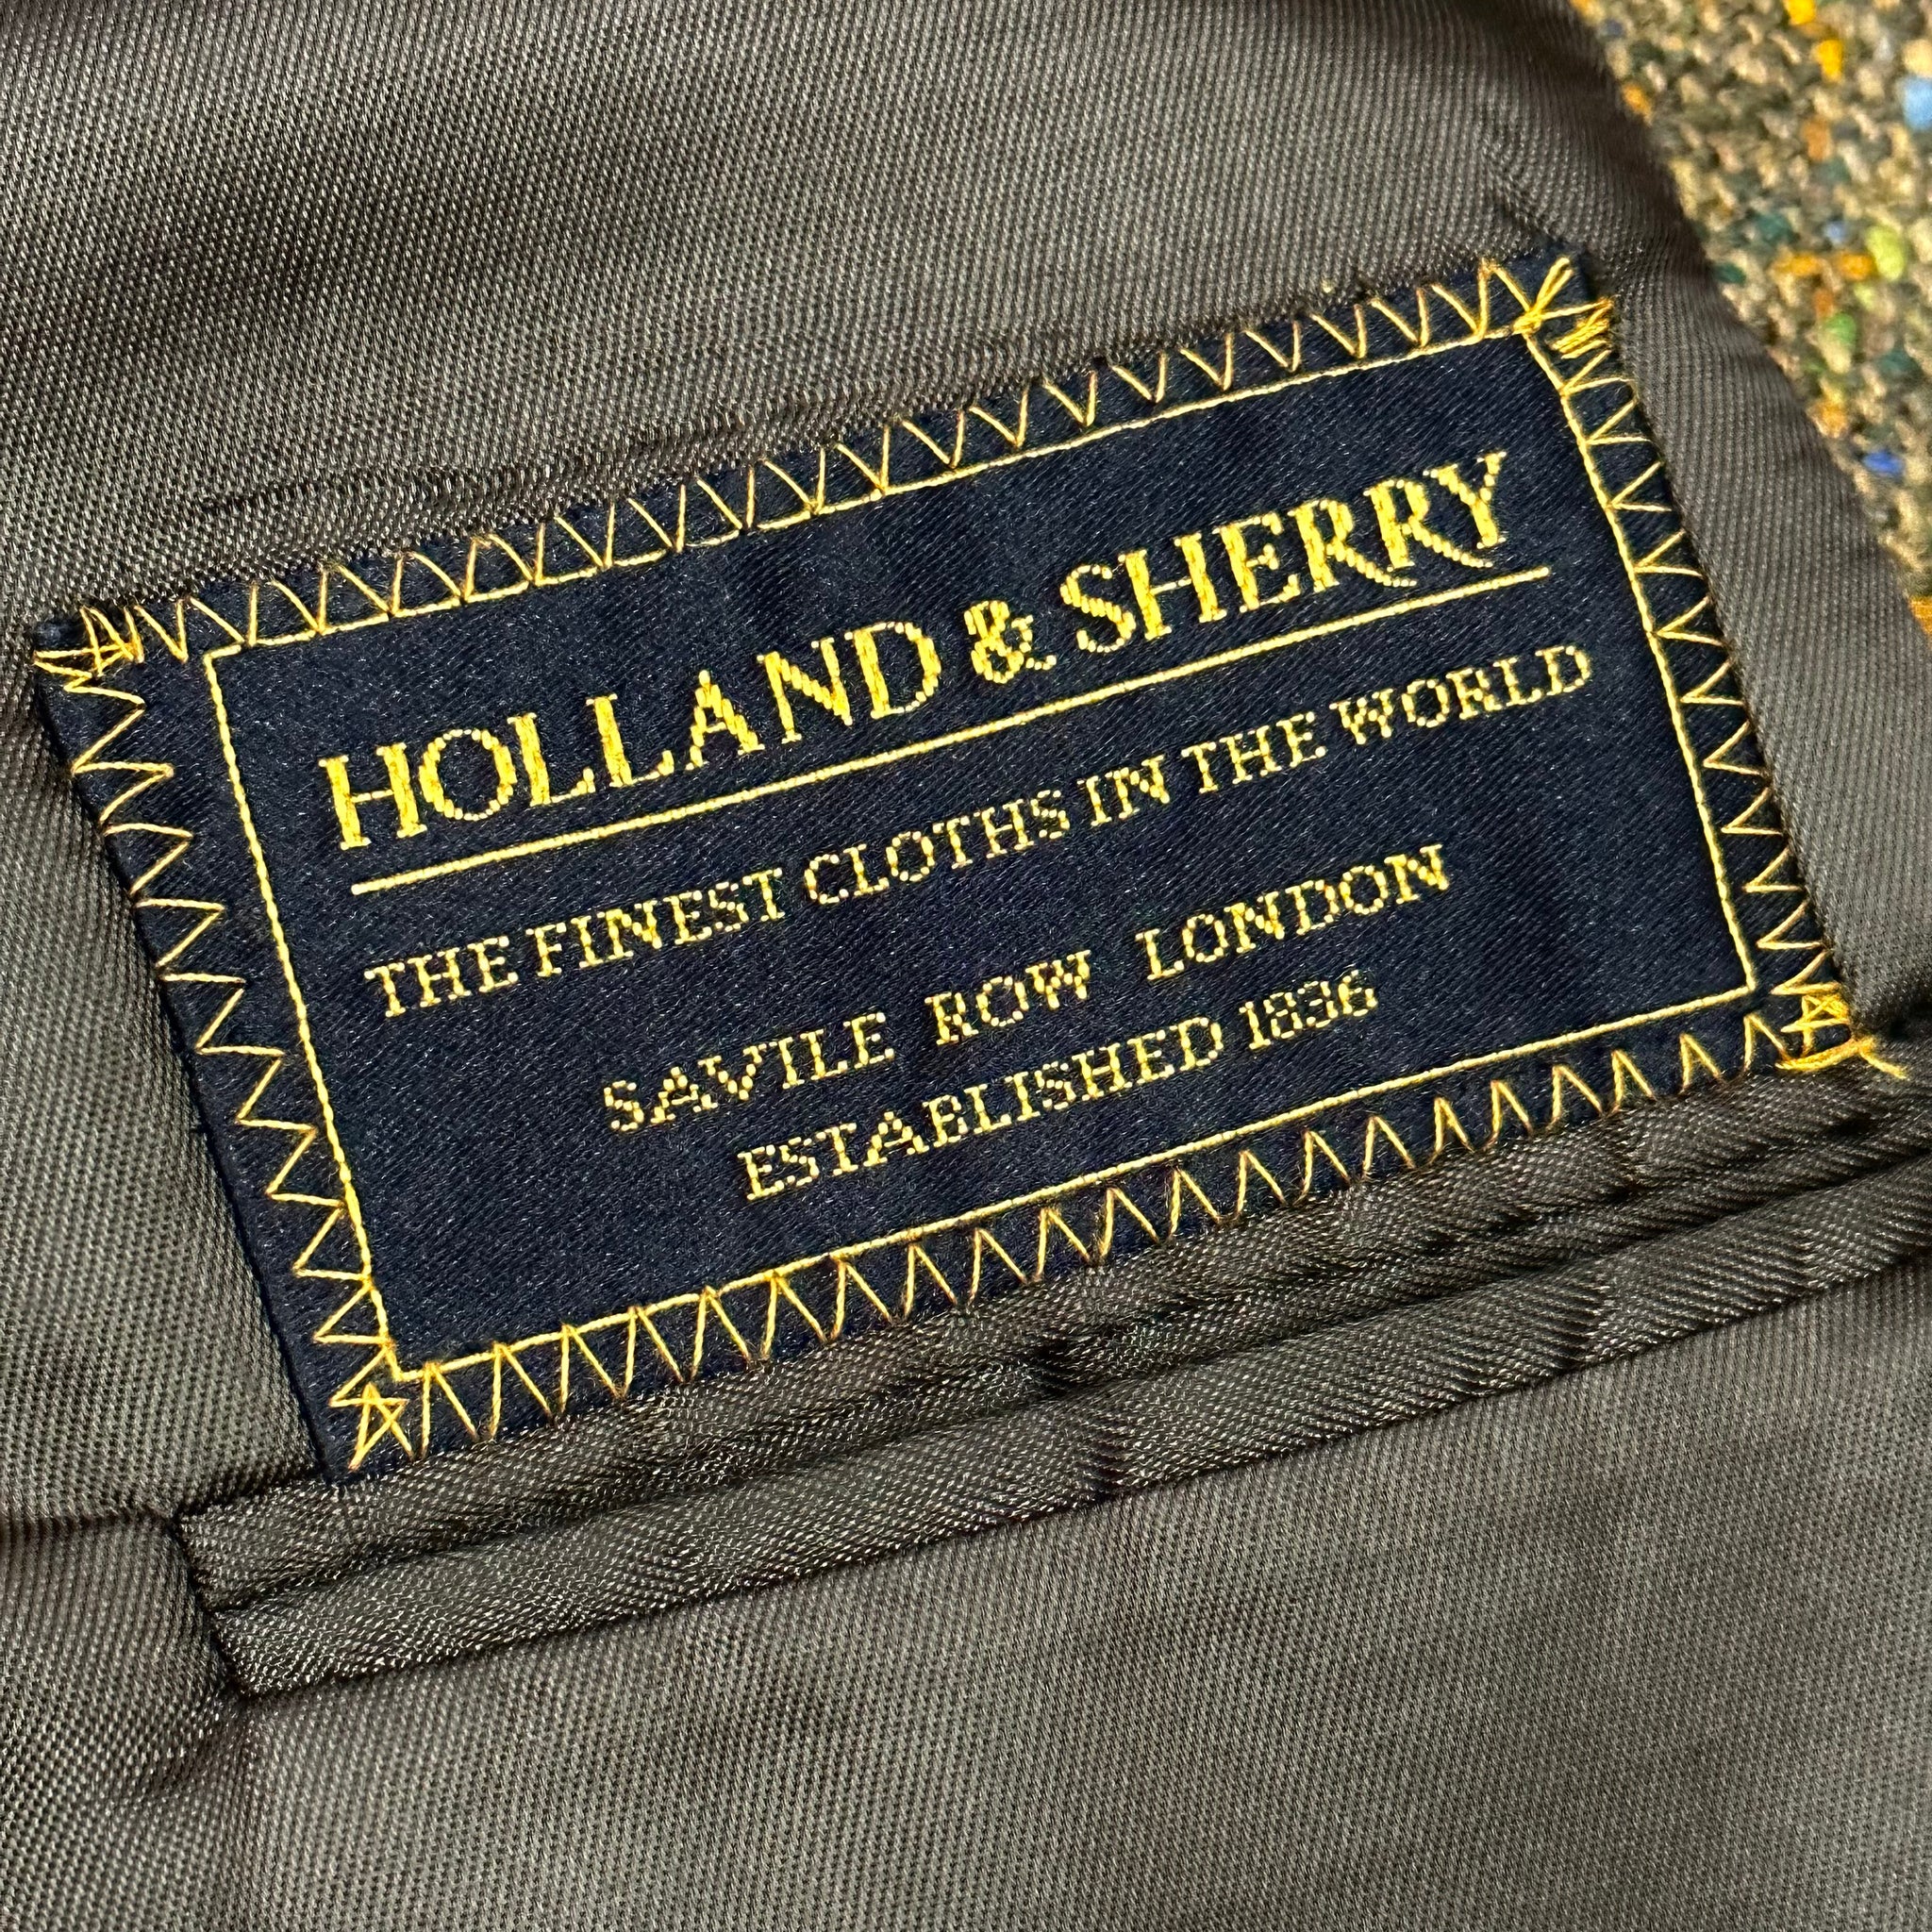 HOLLAND & SHERRY
THE FINEST CLOTHS IN THE WORLD
SAVILE ROW LONDON
ESTABLISHED 1836